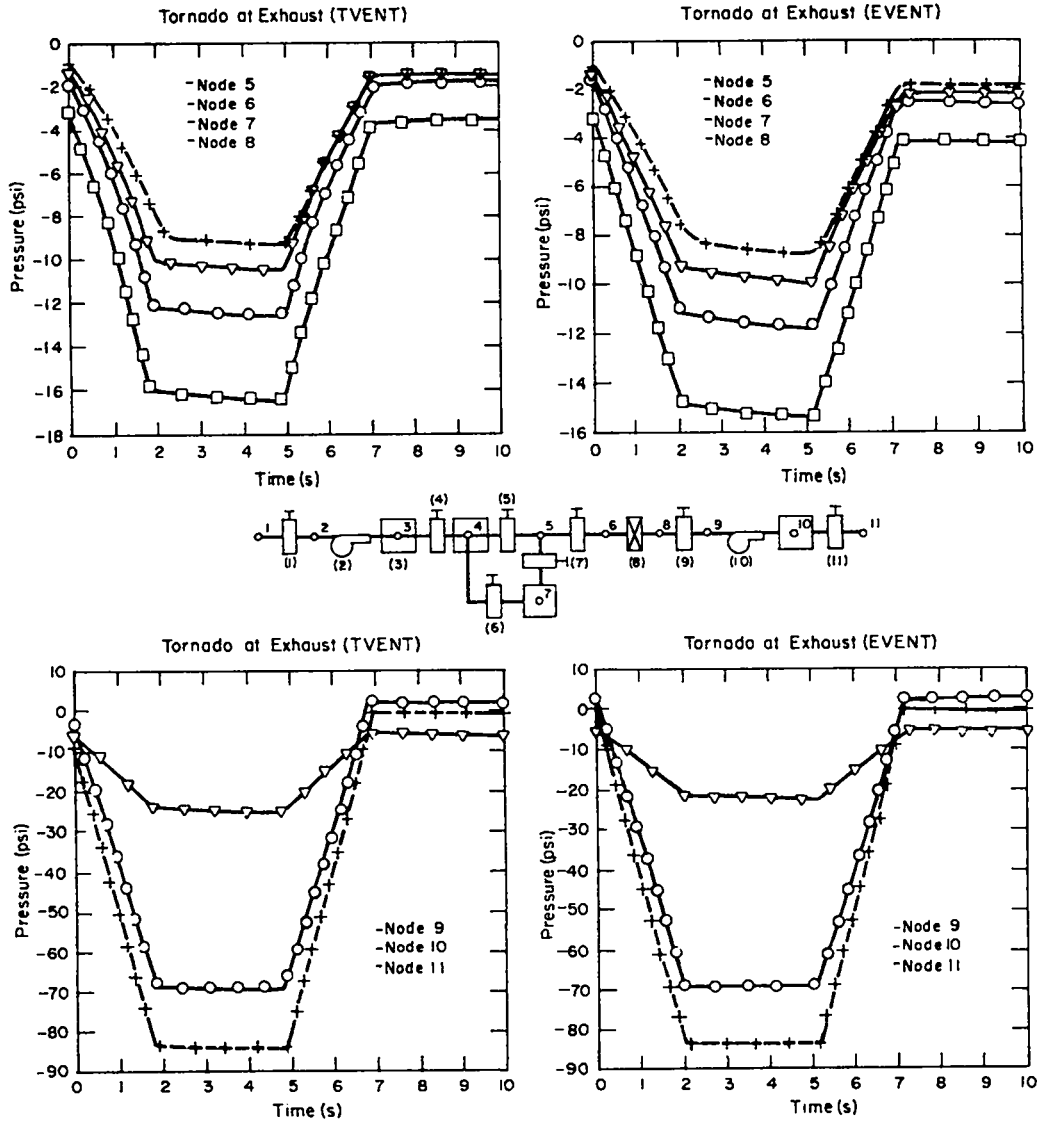 Tornado at Exhaust (TVENT)
0
-2
-4
-6
-8
-10
-12
-14
-16
-18
Pressure (psi)
-Node 5
-Node 6
-Node 7
-Node 8
0 1 2 3 4 5 6 7 8 9 10
Time (s)
Tornado at Exhaust (EVENT)
0
-2
-4
-6
-8
-10
-12
-14
-16
Pressure (psi)
-Node 5
-Node 6
-Node 7
-Node 8
0 1 2 3 4 5 6 7 8 9 10
Time (s)
(4) (5)
1 2 3 4 5 6 8 9 10 11
(1) (2) (3) (7) (8) (9) (10) (11)
7
(6)
Tornado at Exhaust (TVENT)
10
0
-10
-20
-30
-40
-50
-60
-70
-80
-90
Pressure (psi)
-Node 9
-Node 10
-Node 11
0 1 2 3 4 5 6 7 8 9 10
Time (s)
Tornado at Exhaust (EVENT)
10
0
-10
-20
-30
-40
-50
-60
-70
-80
-90
Pressure (psi)
-Node 9
-Node 10
-Node 11
0 1 2 3 4 5 6 7 8 9 10
Time (s)